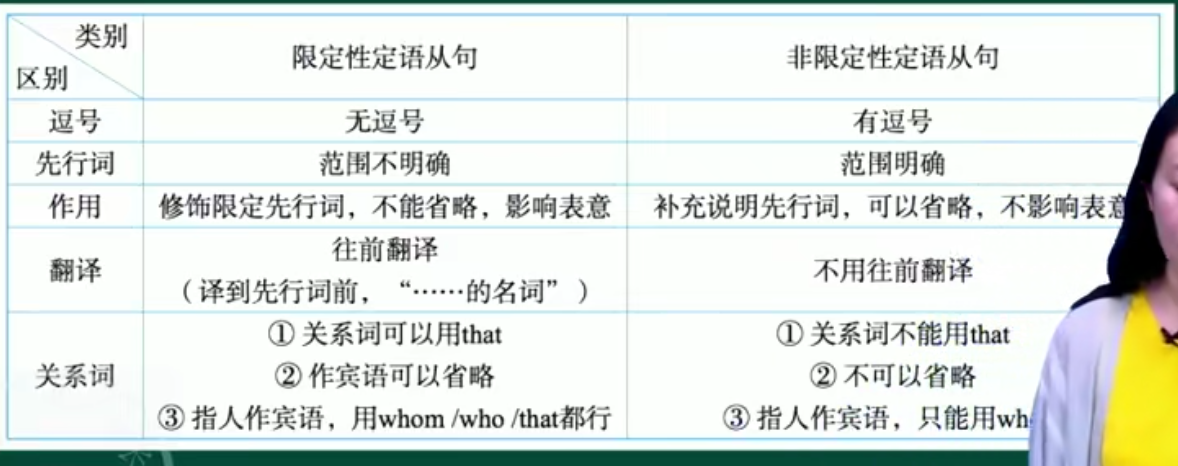 类别
区别
限定性定语从句
非限定性定语从句
逗号
无逗号
有逗号
先行词
范围不明确
范围明确
作用
修饰限定先行词，不能省略，影响表意
补充说明先行词，可以省略，不影响表意
翻译
往前翻译
（译到先行词前，“……的名词”）
不用往前翻译
关系词
① 关系词可以用that
② 作宾语可以省略
③ 指人作宾语，用whom /who /that都行
① 关系词不能用that
② 不可以省略
③ 指人作宾语，只能用